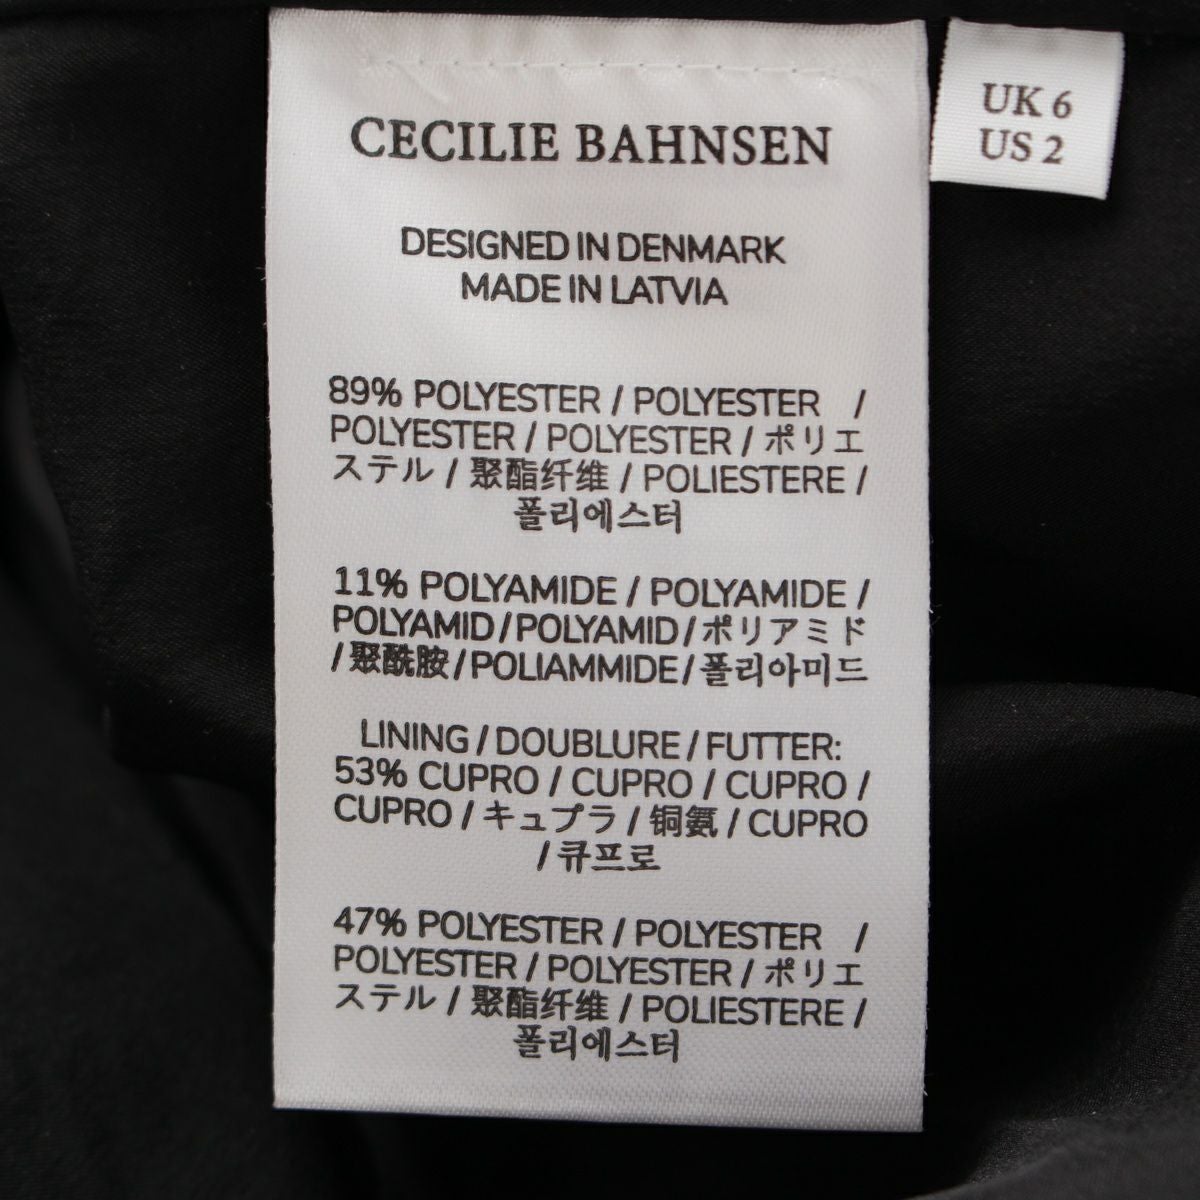 CECILIE BAHNSEN
DESIGNED IN DENMARK
MADE IN LATVIA
89% POLYESTER / POLYESTER /
POLYESTER / POLYESTER / ポリエ
ステル / 聚酯纤维 / POLIESTERE /
폴리에스터
11% POLYAMIDE / POLYAMIDE /
POLYAMID / POLYAMID / ポリアミド
/ 聚酰胺 / POLIAMMIDE / 폴리아미드
LINING / DOUBLURE / FUTTER:
53% CUPRO / CUPRO / CUPRO /
CUPRO / キュプラ / 铜氨 / CUPRO
/ 큐프로
47% POLYESTER / POLYESTER /
POLYESTER / POLYESTER / ポリエ
ステル / 聚酯纤维 / POLIESTERE /
폴리에스터
UK 6
US 2